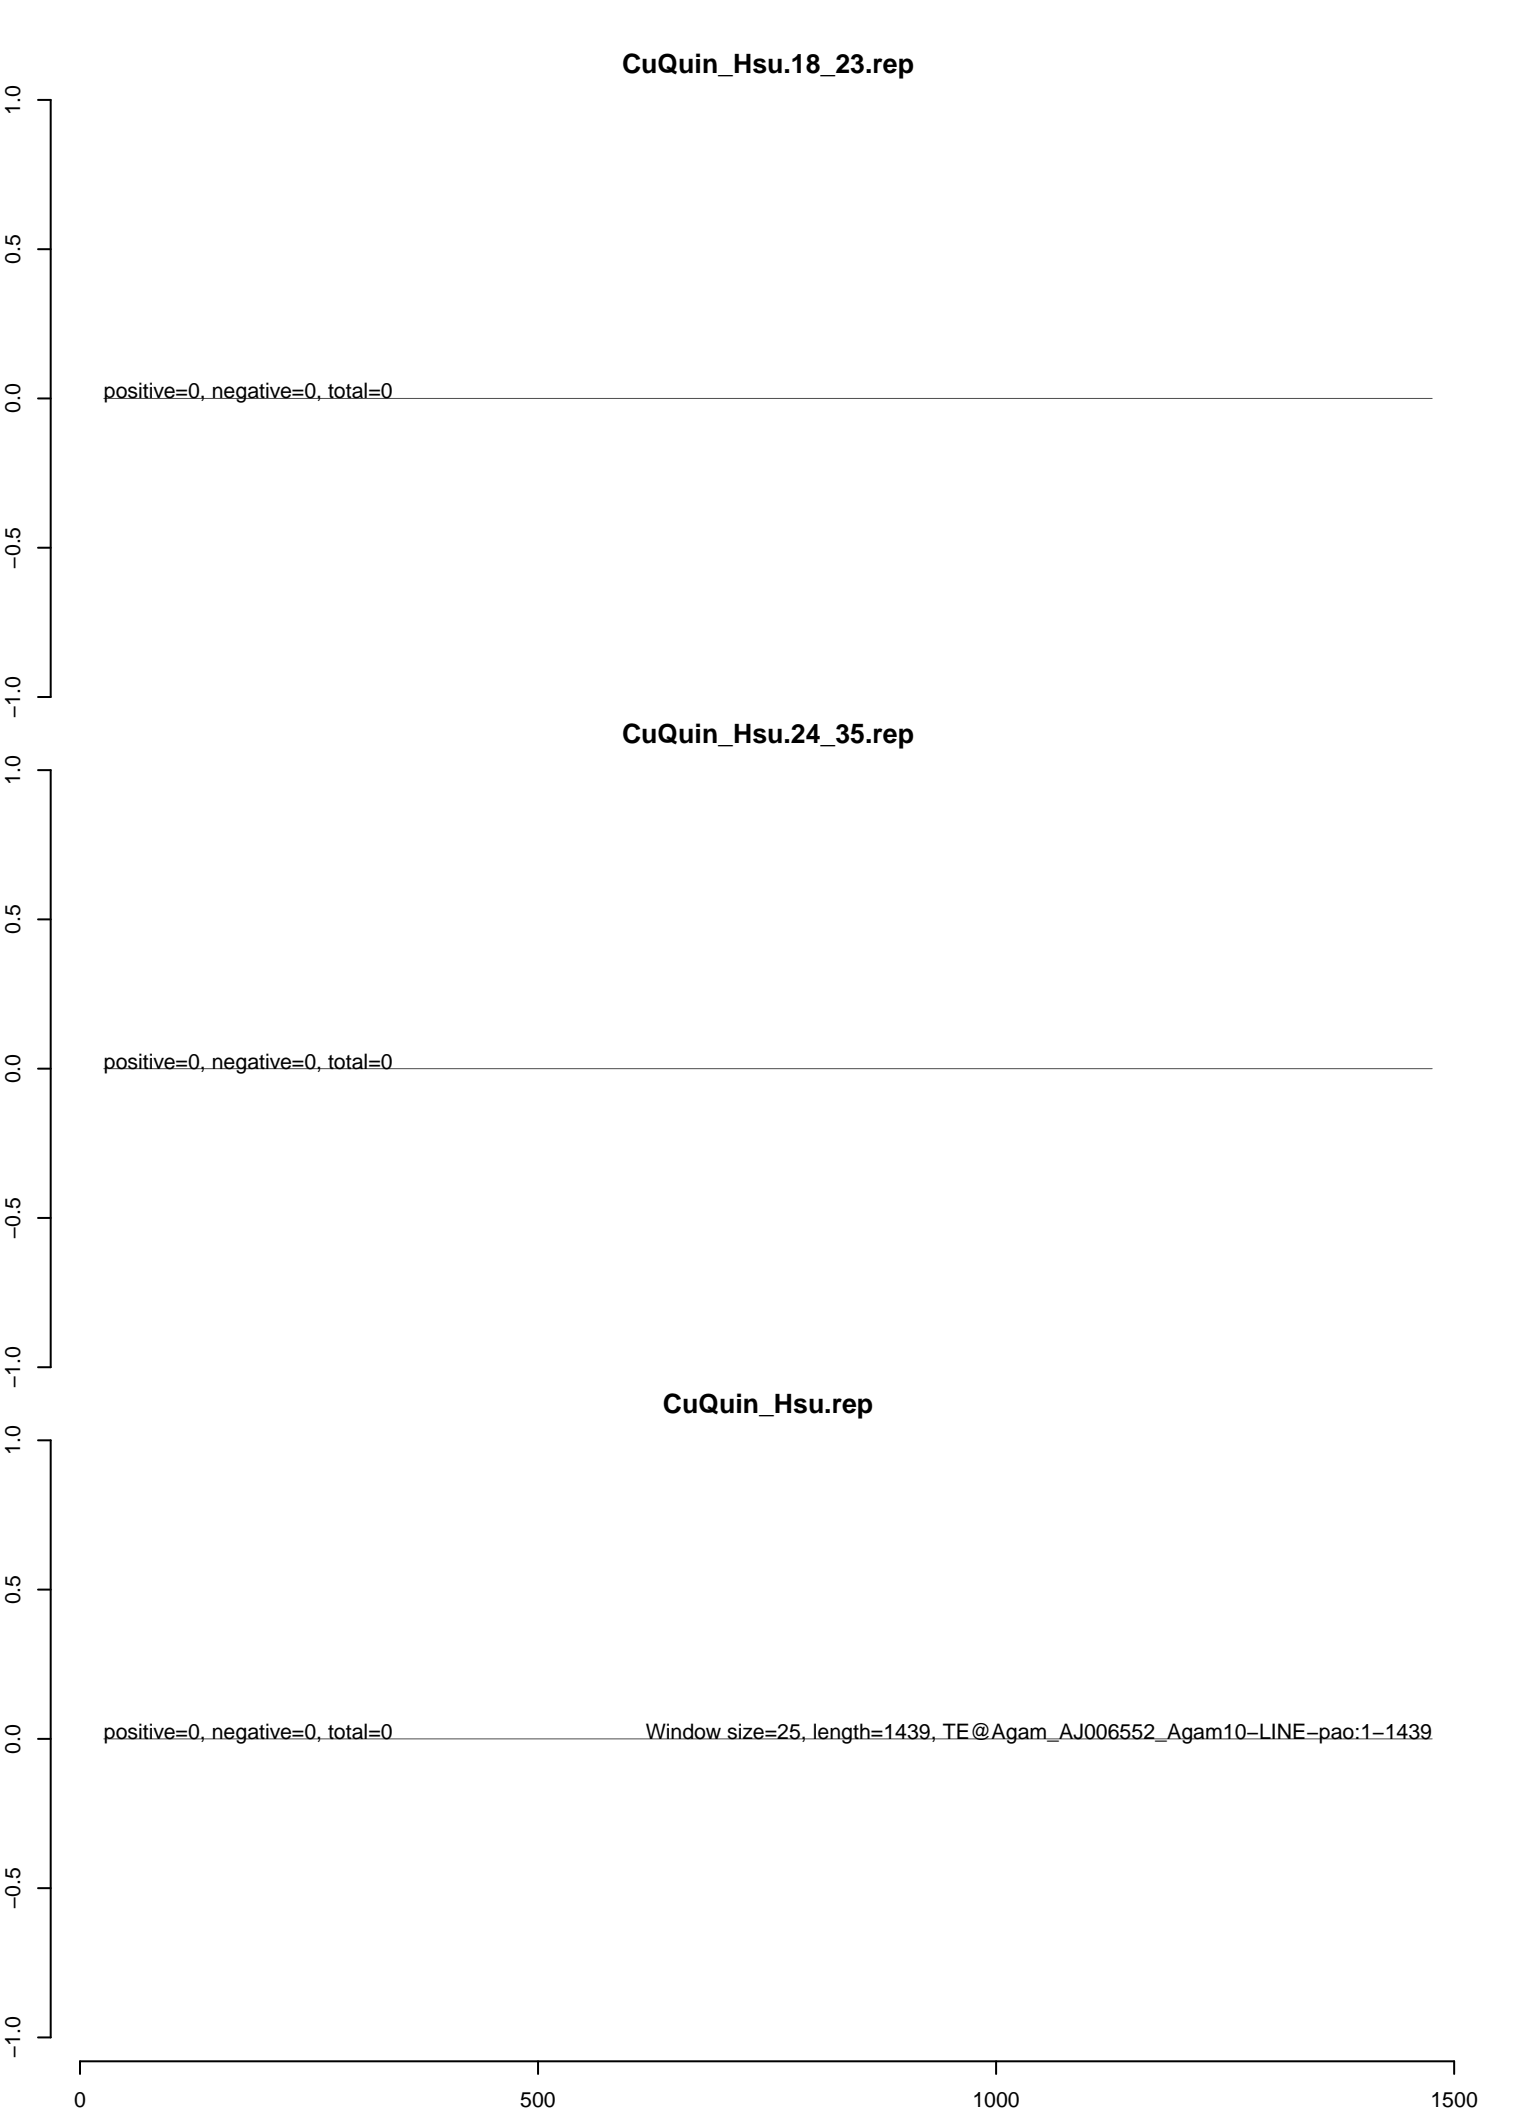 CuQuin_Hsu.18_23.rep
1.0
0.5
0.0
−0.5
−1.0
positive=0, negative=0, total=0
CuQuin_Hsu.24_35.rep
1.0
0.5
0.0
−0.5
−1.0
positive=0, negative=0, total=0
CuQuin_Hsu.rep
1.0
0.5
0.0
−0.5
−1.0
positive=0, negative=0, total=0
Window size=25, length=1439, TE@Agam_AJ006552_Agam10−LINE−pao:1−1439
0 500 1000 1500